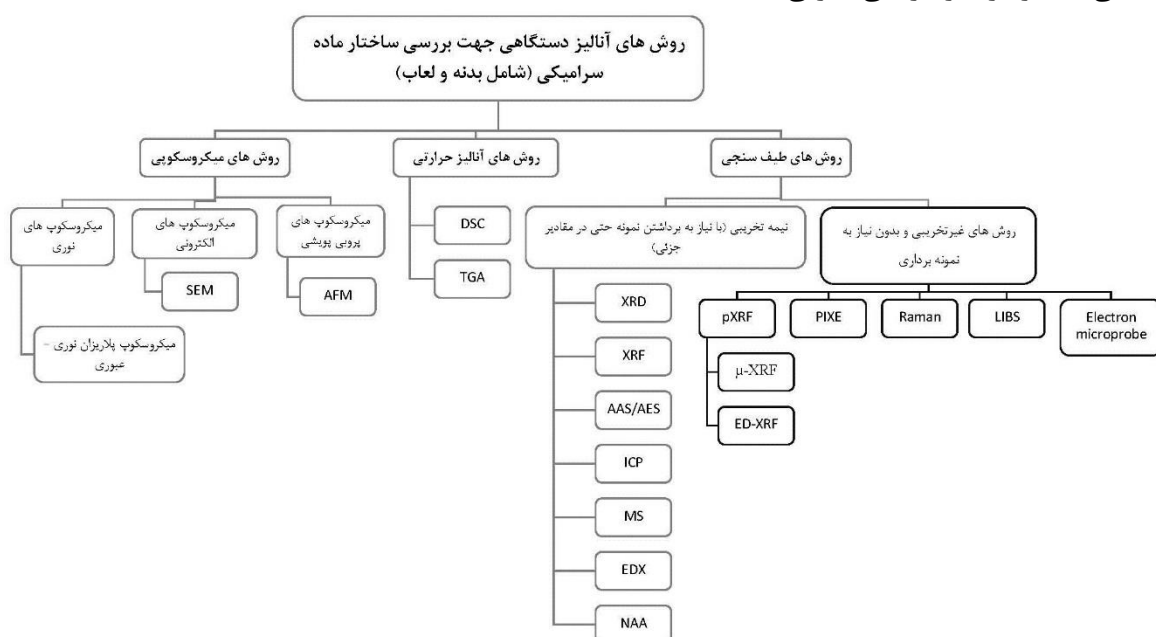 روش های آنالیز دستگاهی جهت بررسی ساختار ماده
سرامیکی (شامل بدنه و لعاب)
روش های طیف سنجی
روش های آنالیز حرارتی
روش های میکروسکوپی
روش های غیرتخریبی و بدون نیاز به
نمونه برداری
نیمه تخریبی (با نیاز به برداشتن نمونه حتی در مقادیر
جزئی)
pXRF
PIXE
Raman
LIBS
Electron
microprobe
μ-XRF
ED-XRF
XRD
XRF
AAS/AES
ICP
MS
EDX
NAA
DSC
TGA
میکروسکوپ های
پروبی پویشی
AFM
میکروسکوپ های
الکترونی
SEM
میکروسکوپ های
نوری
میکروسکوپ پلاریزان نوری –
عبوری